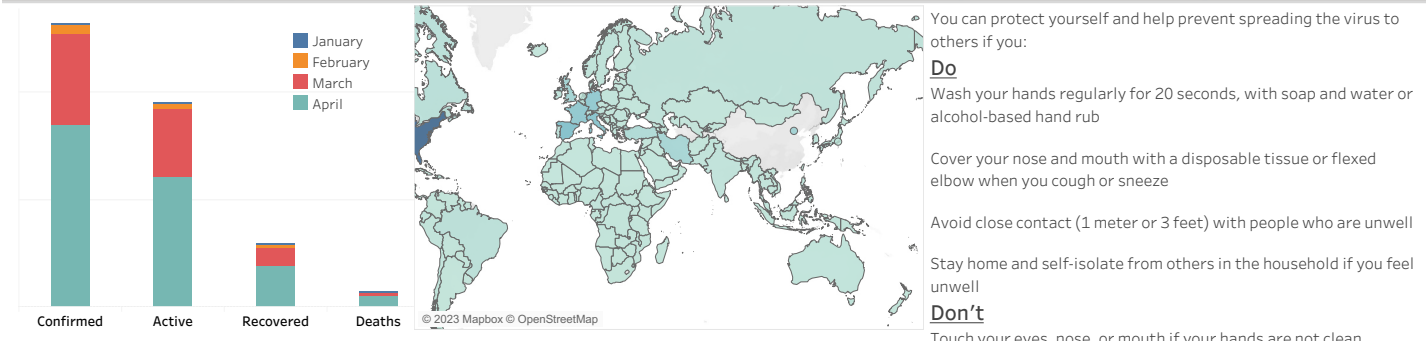 January
February
March
April
Confirmed
Active
Recovered
Deaths
© 2023 Mapbox © OpenStreetMap
You can protect yourself and help prevent spreading the virus to
others if you:
Do
Wash your hands regularly for 20 seconds, with soap and water or
alcohol-based hand rub
Cover your nose and mouth with a disposable tissue or flexed
elbow when you cough or sneeze
Avoid close contact (1 meter or 3 feet) with people who are unwell
Stay home and self-isolate from others in the household if you feel
unwell
Don't
Touch your eyes, nose, or mouth if your hands are not clean